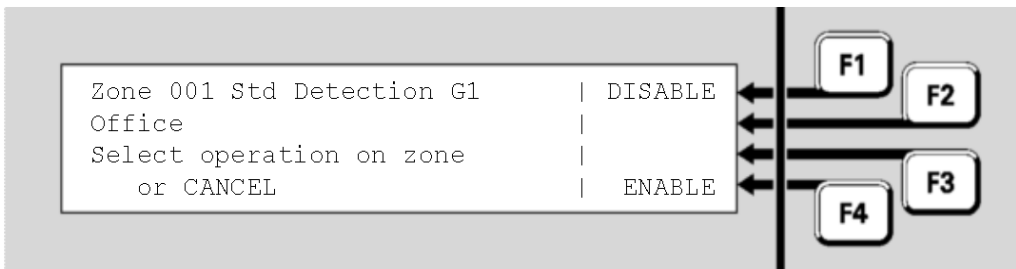 Zone 001 Std Detection G1 | DISABLE
Office |
Select operation on zone |
or CANCEL | ENABLE
F1
F2
F3
F4